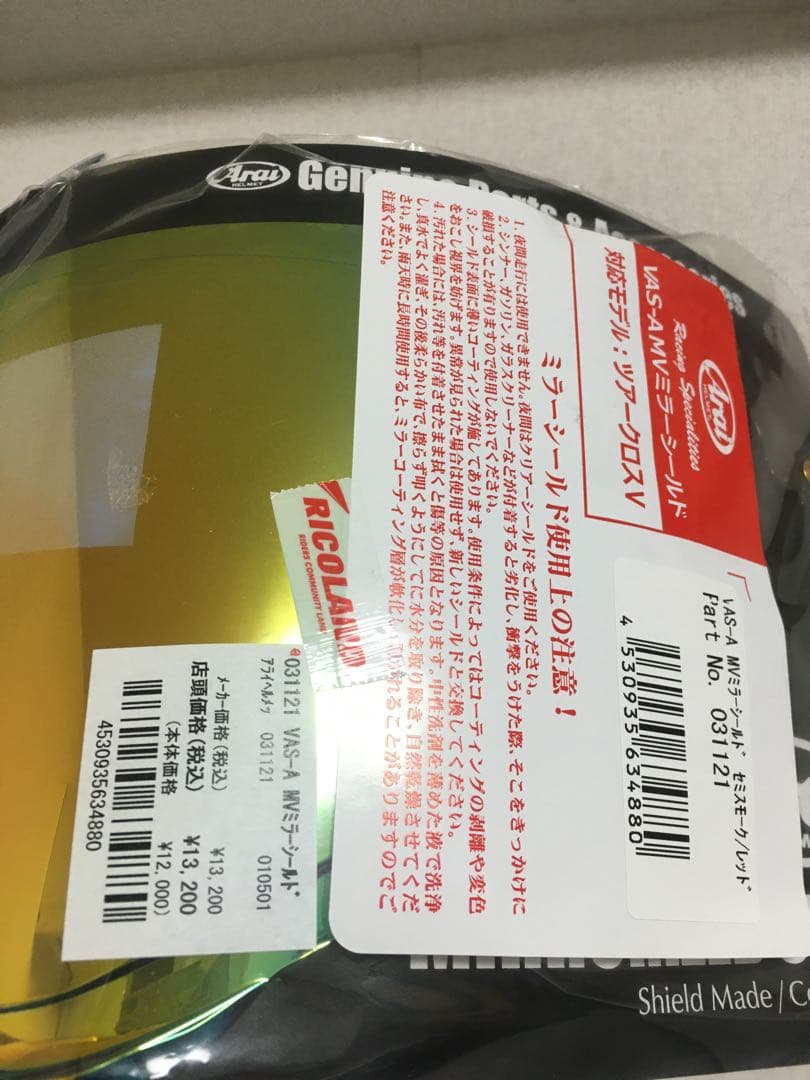 Arai
HELMET
Genuine Parts & Accessories
Arai
HELMET
Racing Specialities
VAS-A MVミラーシールド
対応モデル：ツアークロスV
ミラーシールド使用上の注意！
1、夜間走行には使用できません。夜間はクリアーシールドをご使用ください。
2、シンナー、ガソリン、ガラスクリーナーなどが付着すると劣化し、衝撃をうけた際、そこをきっかけに
破損することが有りますので使用しないでください。
3、シールド表面に薄いコーティングが施してあります。使用条件によってはコーティングの剥離や変色
をおこし視界を妨げます。異常が見られた場合は使用せず、新しいシールドと交換してください。
4、汚れた場合には、汚れ等を付着させたまま拭くと傷等の原因となります。中性洗剤を薄めた液で洗浄
し、真水でよく濯ぎ、その後柔らかい布で、擦らず叩くようにしてに水分を取り除き、自然乾燥させてくだ
さい。また、雨天時に長時間使用すると、ミラーコーティング層が軟化し、れることがありますのでご
注意ください。
VAS-A MVミラーシールド セミスモーク/レッド
Part No. 031121
4 530935 634880
RICOLAND
RIDERS COMMUNITY LAND
031121 VAS-A MVミラーシールド
アライヘルメッ 031121 010501
メーカー価格(税込) ¥13,200
店頭価格(税込) ¥13,200
(本体価格 ¥12,000)
4530935634880
Shield Made / Co